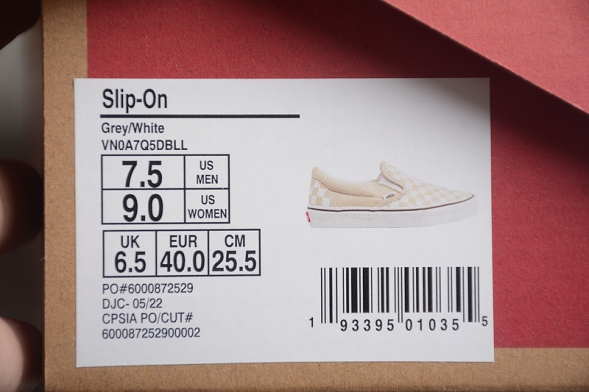 Slip-On
Grey/White
VN0A7Q5DBLL
7.5 US MEN
9.0 US WOMEN
UK EUR CM
6.5 40.0 25.5
PO#6000872529
DJC- 05/22
CPSIA PO/CUT#
600087252900002
1 93395 01035 5